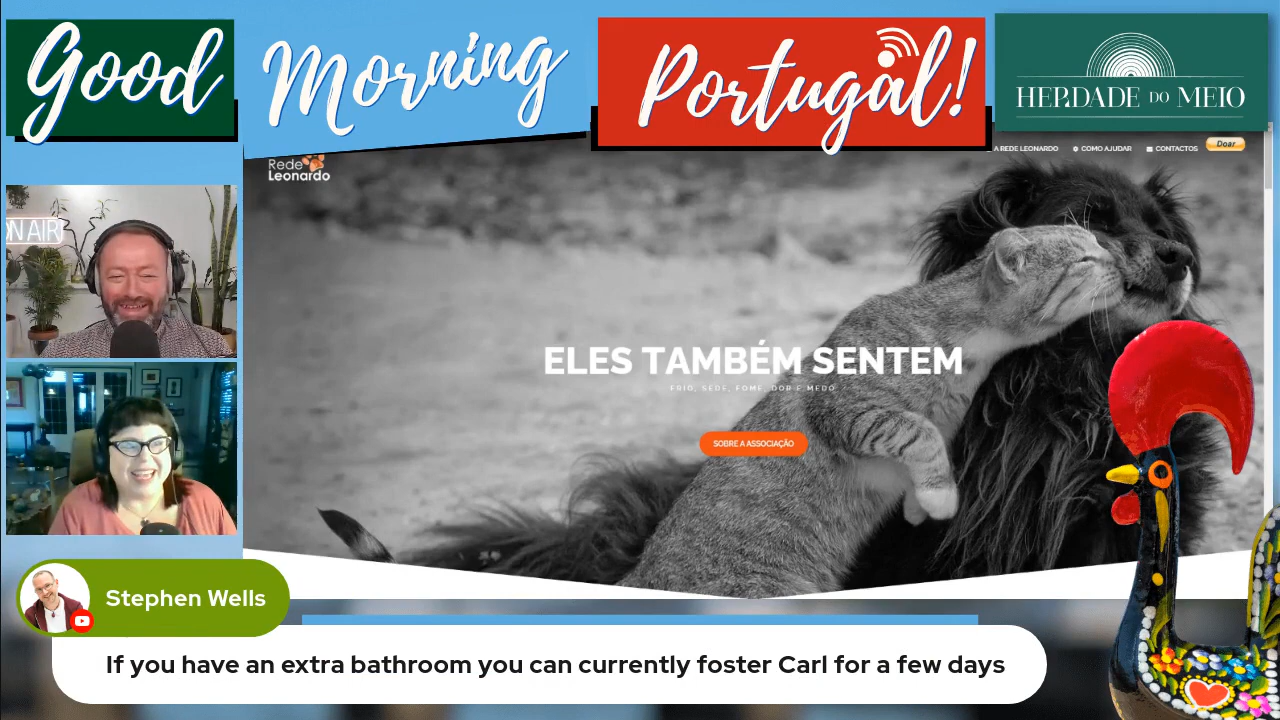 Good Morning Portugal!
HERDADE DO MEIO
Rede
Leonardo
A REDE LEONARDO COMO AJUDAR CONTACTOS Doar
ON AIR
ELES TAMBÉM SENTEM
FRIO, SEDE, FOME, DOR E MEDO
SOBRE A ASSOCIAÇÃO
Stephen Wells
If you have an extra bathroom you can currently foster Carl for a few days